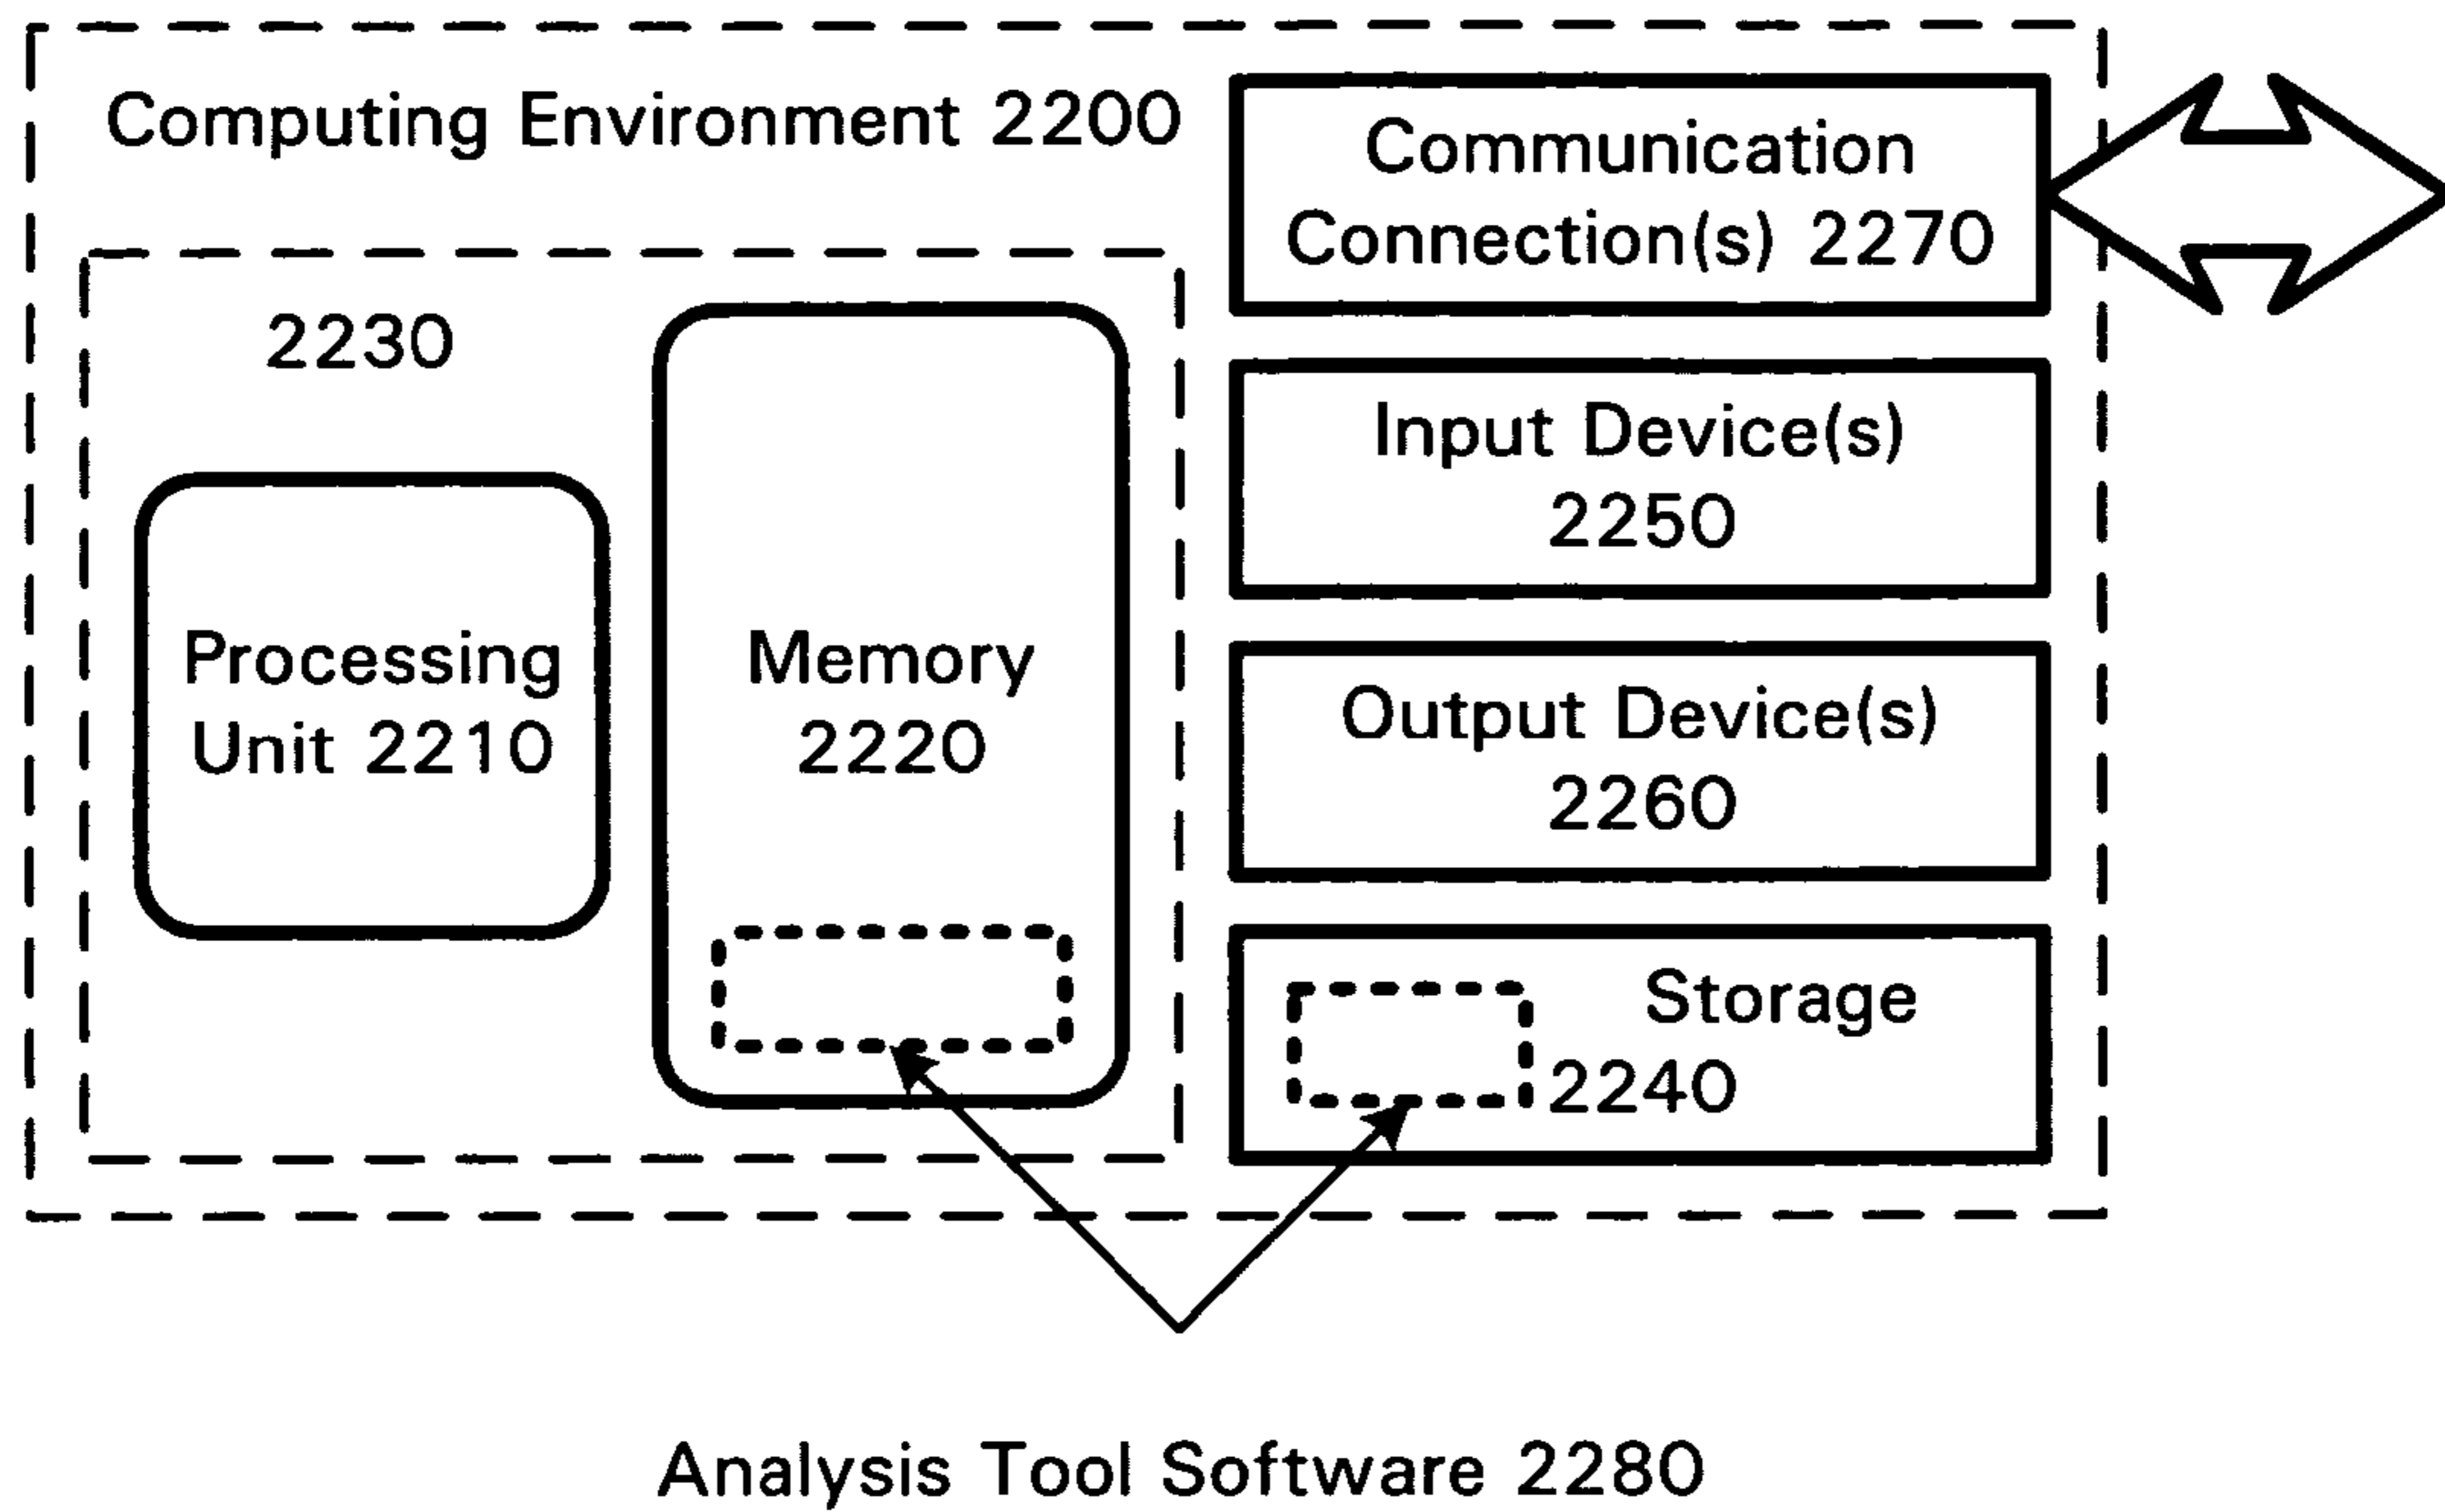 Computing Environment 2200
Communication
Connection(s) 2270
2230
Input Device(s)
2250
Processing
Unit 2210
Memory
2220
Output Device(s)
2260
Storage
2240
Analysis Tool Software 2280